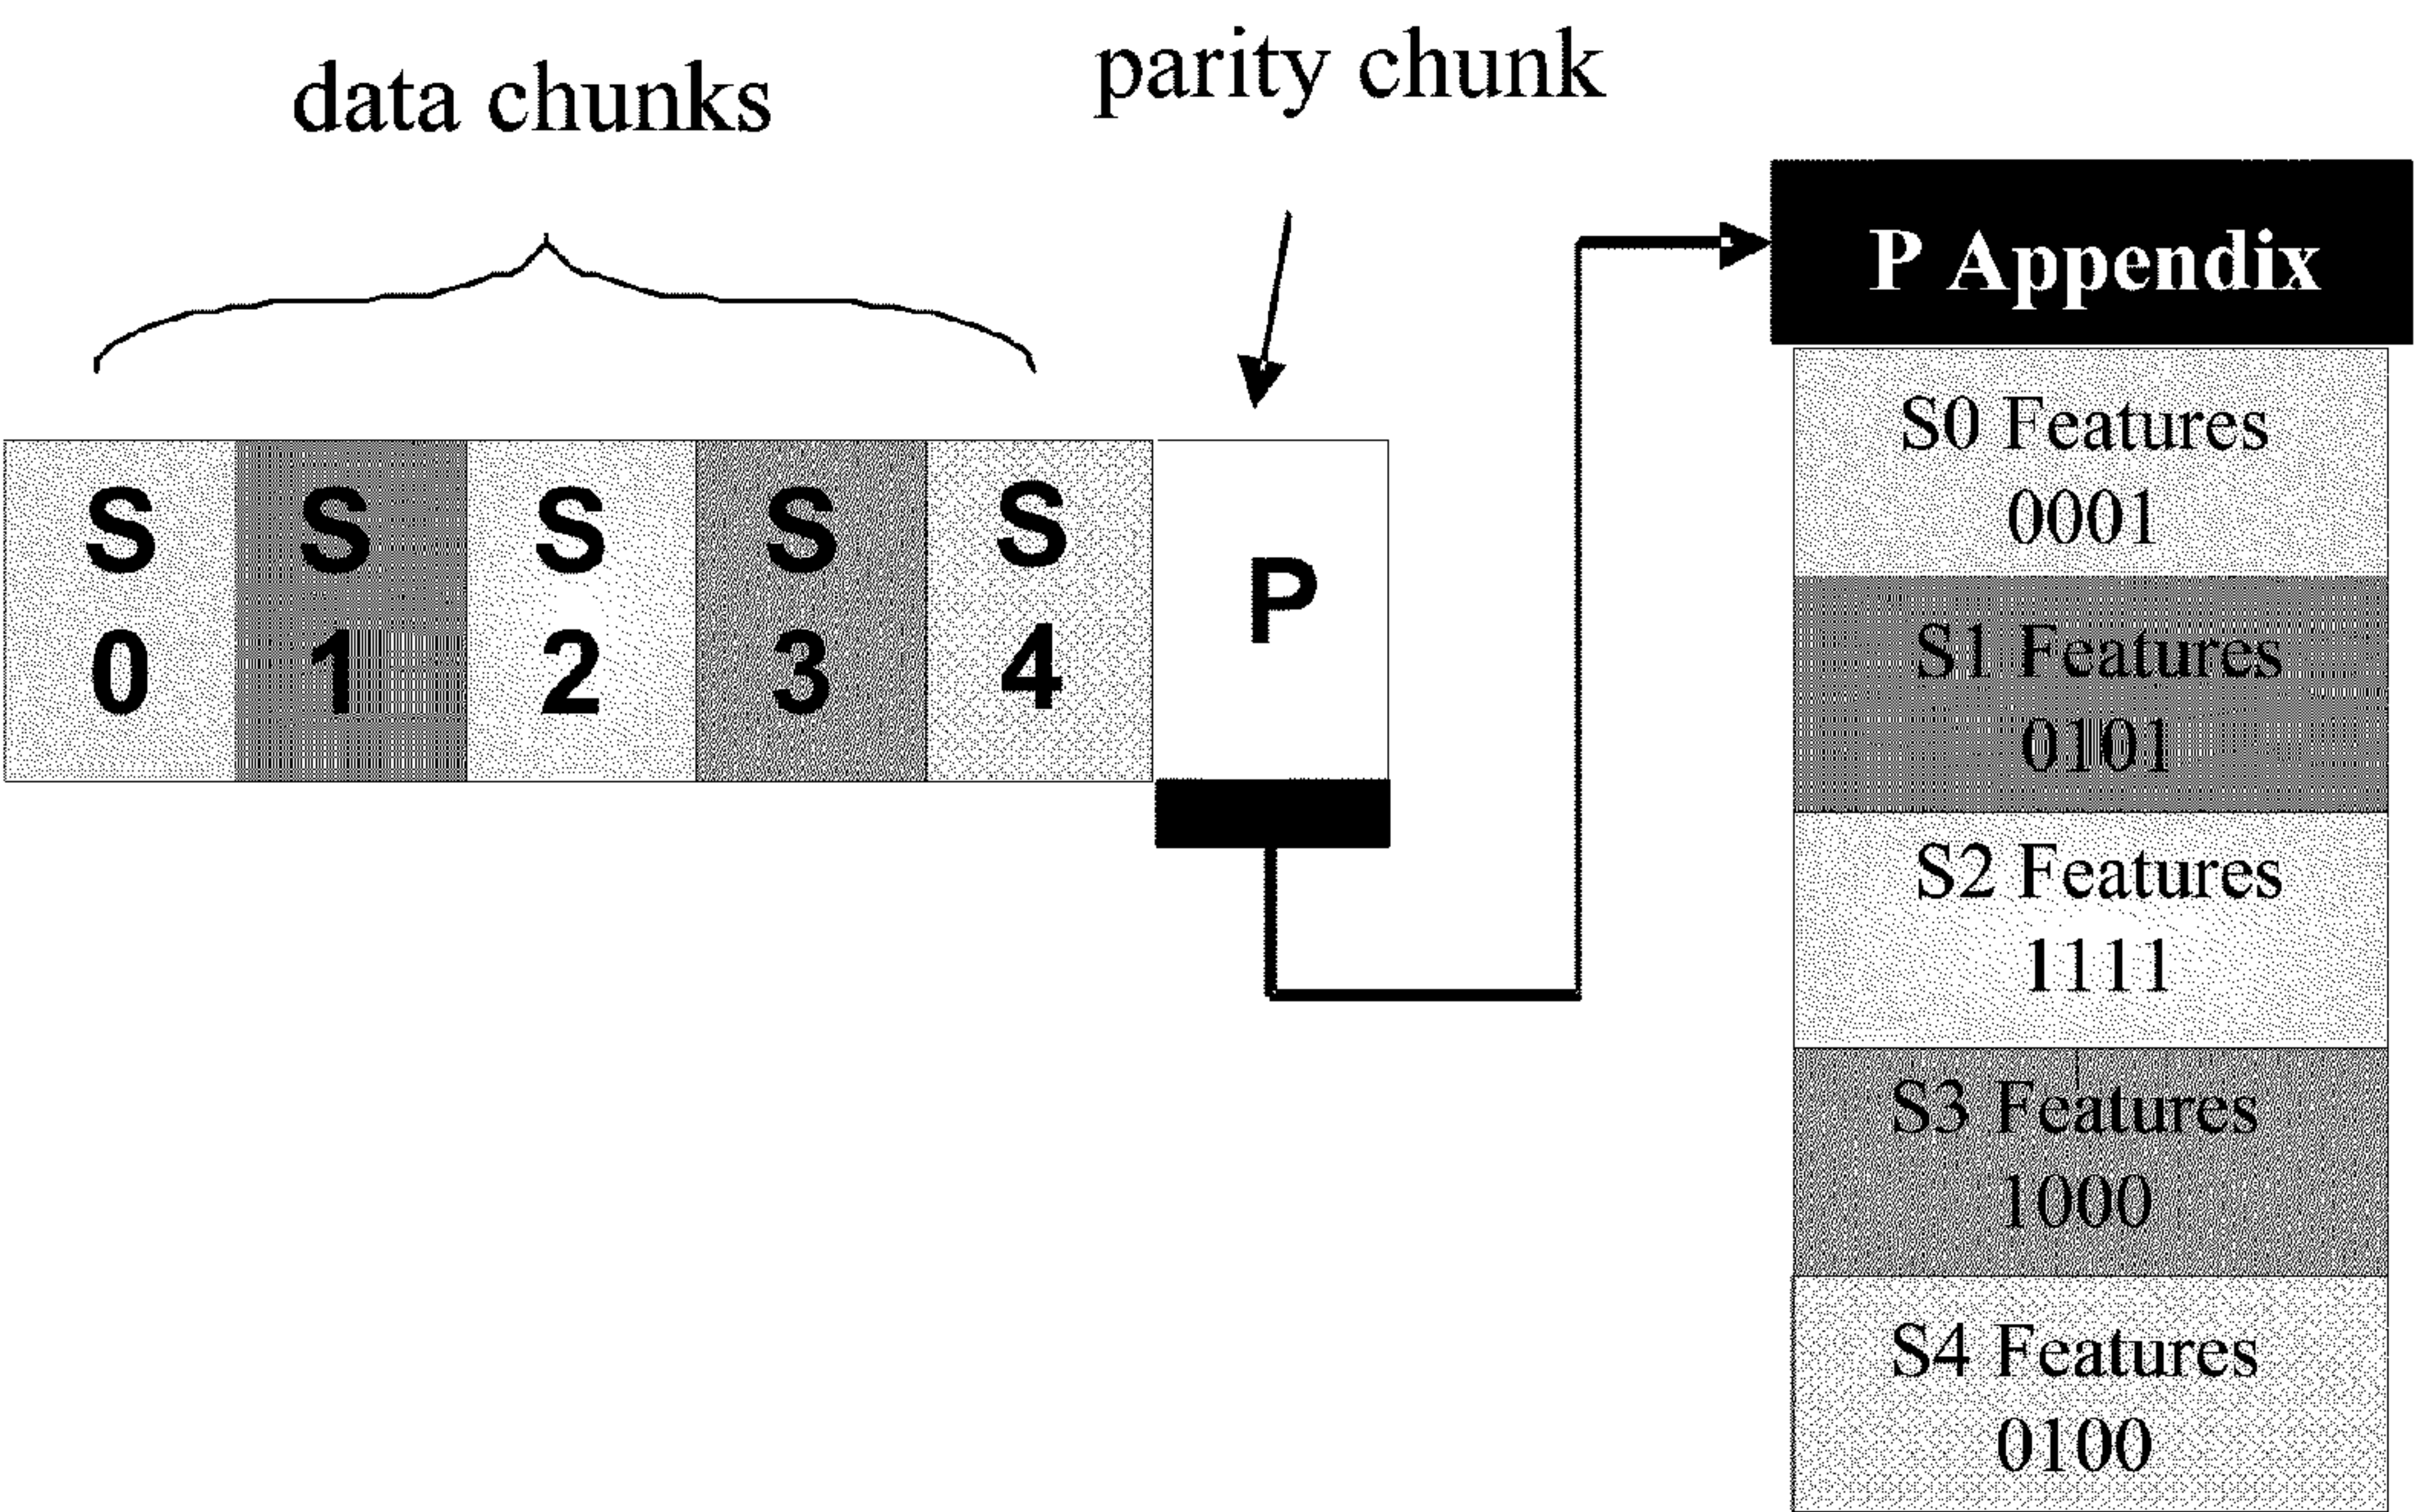 data chunks
parity chunk
S S S S S
0 1 2 3 4
P
P Appendix
S0 Features
0001
S1 Features
0101
S2 Features
1111
S3 Features
1000
S4 Features
0100